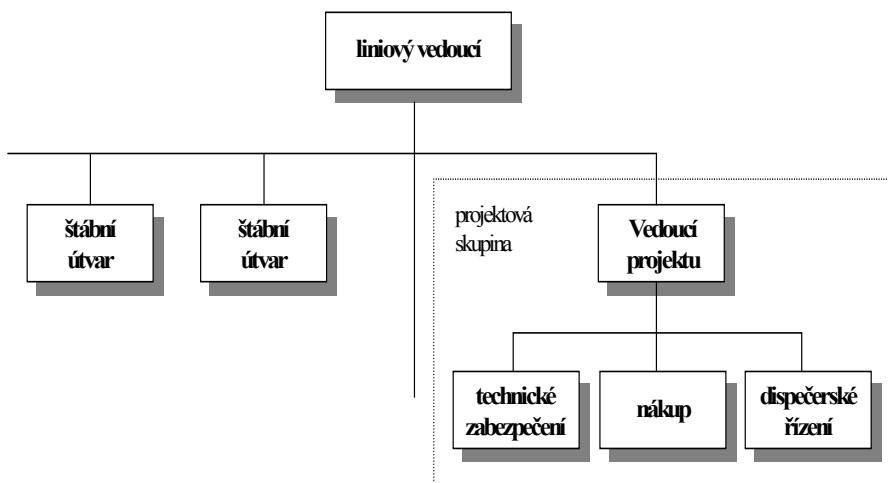 liniový vedoucí
štábní
útvar
štábní
útvar
projektová
skupina
Vedoucí
projektu
technické
zabezpečení
nákup
dispečerské
řízení